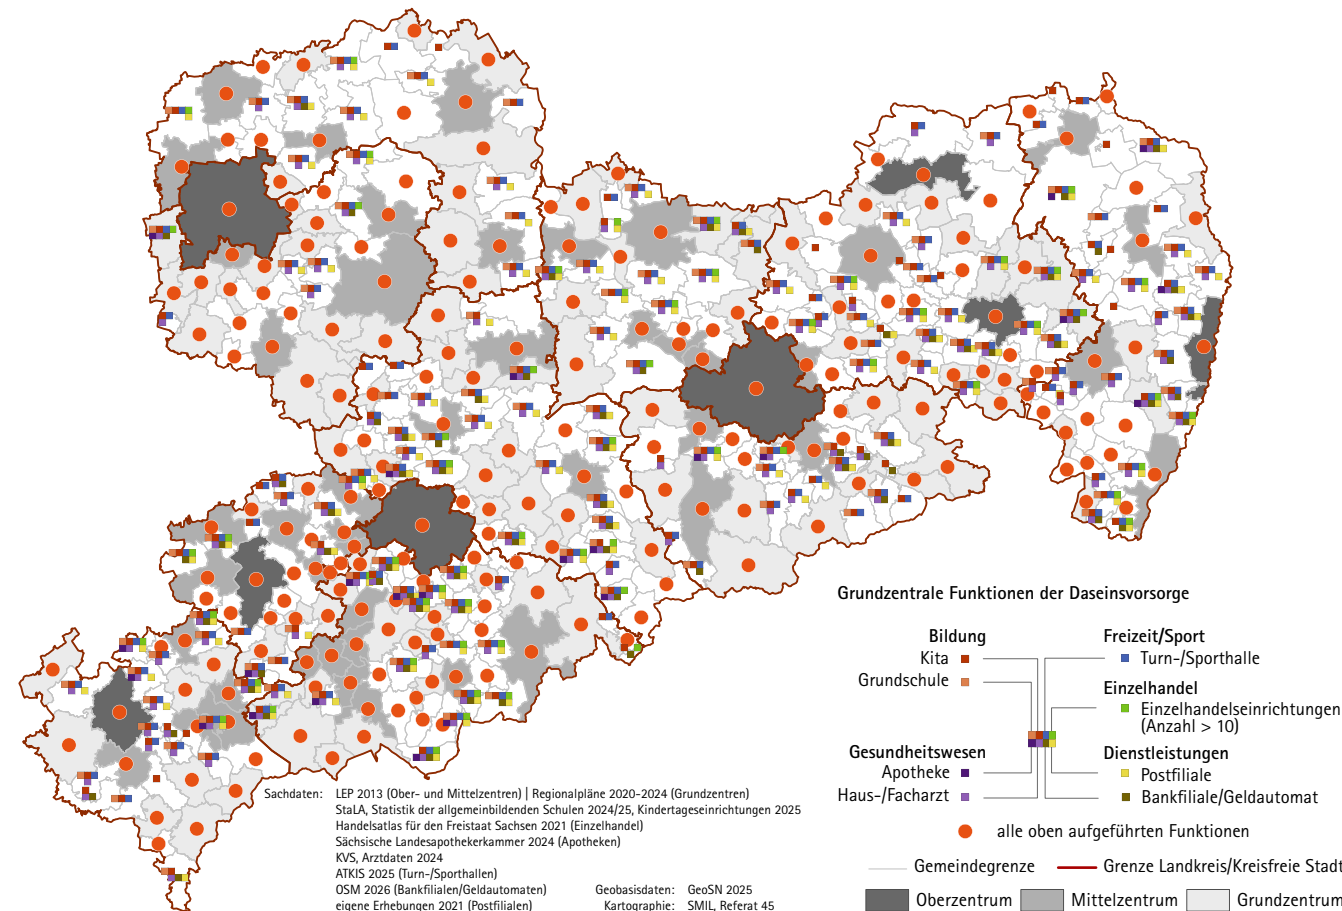 Grundzentrale Funktionen der Daseinsvorsorge
Bildung
Kita
Grundschule
Gesundheitswesen
Apotheke
Haus-/Facharzt
Freizeit/Sport
Turn-/Sporthalle
Einzelhandel
Einzelhandelseinrichtungen
(Anzahl > 10)
Dienstleistungen
Postfiliale
Bankfiliale/Geldautomat
alle oben aufgeführten Funktionen
Gemeindegrenze
Grenze Landkreis/Kreisfreie Stadt
Oberzentrum
Mittelzentrum
Grundzentrum
Sachdaten: LEP 2013 (Ober- und Mittelzentren) | Regionalpläne 2020-2024 (Grundzentren)
StaLA, Statistik der allgemeinbildenden Schulen 2024/25, Kindertageseinrichtungen 2025
Handelsatlas für den Freistaat Sachsen 2021 (Einzelhandel)
Sächsische Landesapothekerkammer 2024 (Apotheken)
KVS, Arztdaten 2024
ATKIS 2025 (Turn-/Sporthallen)
OSM 2026 (Bankfilialen/Geldautomaten)
eigene Erhebungen 2021 (Postfilialen)
Geobasisdaten: GeoSN 2025
Kartographie: SMIL, Referat 45